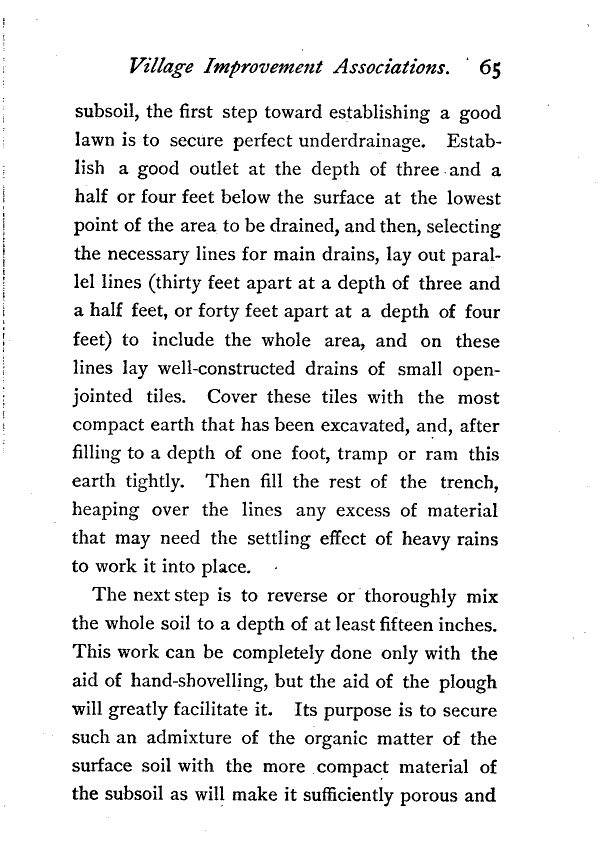 Village Improvement Associations. 65
subsoil, the first step toward establishing a good
lawn is to secure perfect underdrainage. Estab-
lish a good outlet at the depth of three and a
half or four feet below the surface at the lowest
point of the area to be drained, and then, selecting
the necessary lines for main drains, lay out paral-
lel lines (thirty feet apart at a depth of three and
a half feet, or forty feet apart at a depth of four
feet) to include the whole area, and on these
lines lay well-constructed drains of small open-
jointed tiles. Cover these tiles with the most
compact earth that has been excavated, and, after
filling to a depth of one foot, tramp or ram this
earth tightly. Then fill the rest of the trench,
heaping over the lines any excess of material
that may need the settling effect of heavy rains
to work it into place.
The next step is to reverse or thoroughly mix
the whole soil to a depth of at least fifteen inches.
This work can be completely done only with the
aid of hand-shovelling, but the aid of the plough
will greatly facilitate it. Its purpose is to secure
such an admixture of the organic matter of the
surface soil with the more compact material of
the subsoil as will make it sufficiently porous and